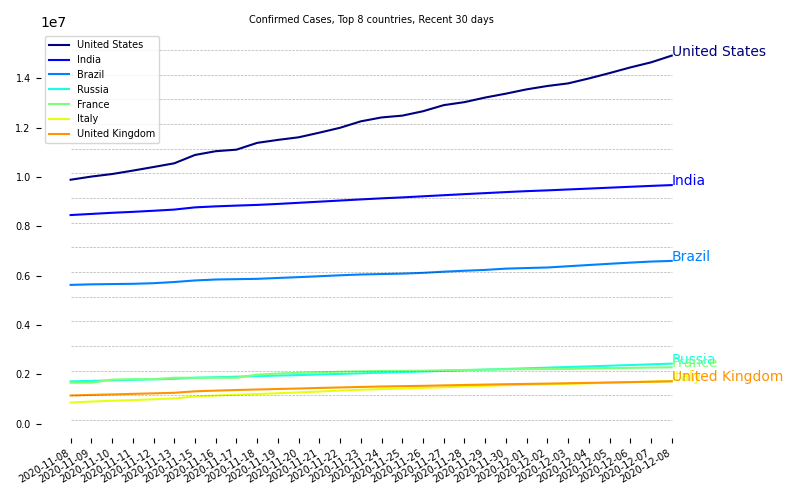 Confirmed Cases, Top 8 countries, Recent 30 days
1e7
United States
India
Brazil
Russia
France
Italy
United Kingdom
1.4
1.2
1.0
0.8
0.6
0.4
0.2
0.0
United States
India
Brazil
Russia
France
Italy
United Kingdom
2020-11-08
2020-11-09
2020-11-10
2020-11-11
2020-11-12
2020-11-13
2020-11-15
2020-11-16
2020-11-17
2020-11-18
2020-11-19
2020-11-20
2020-11-21
2020-11-22
2020-11-23
2020-11-24
2020-11-25
2020-11-26
2020-11-27
2020-11-28
2020-11-29
2020-11-30
2020-12-01
2020-12-02
2020-12-03
2020-12-04
2020-12-05
2020-12-06
2020-12-07
2020-12-08